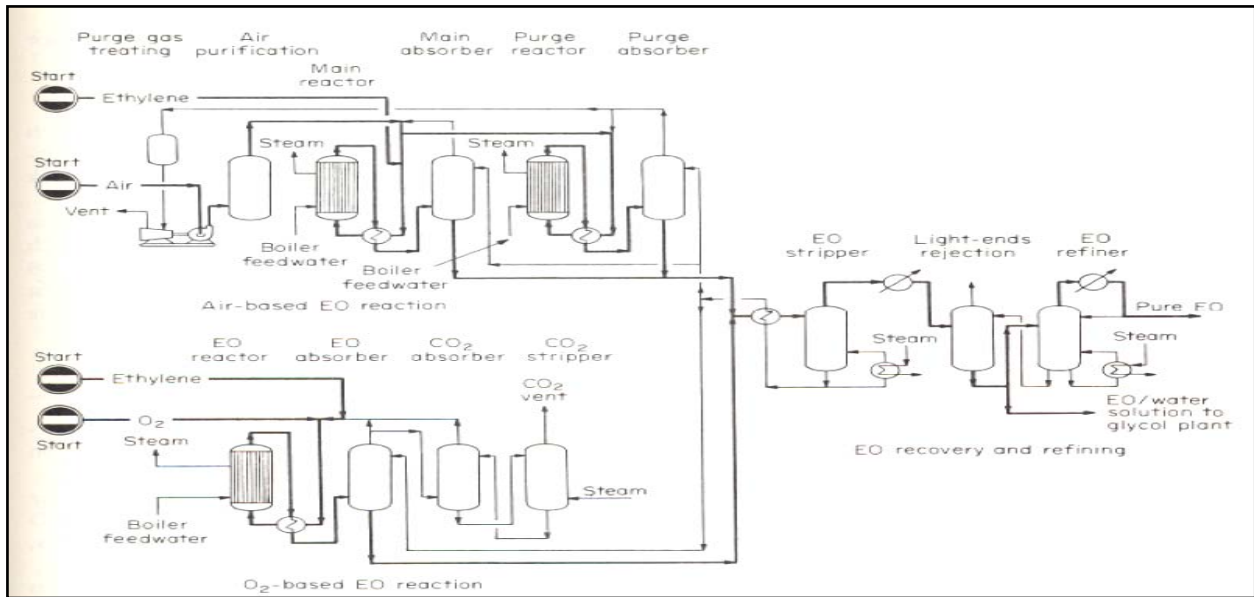 Purge gas
treating
Air
purification
Main
reactor
Main
absorber
Purge
reactor
Purge
absorber
Start
Ethylene
Steam
Steam
Start
Air
Vent
Boiler
feedwater
Boiler
feedwater
Air-based EO reaction
EO
stripper
Light-ends
rejection
EO
refiner
Pure EO
Steam
Steam
EO/water
solution to
glycol plant
EO recovery and refining
EO
reactor
EO
absorber
CO2
absorber
CO2
stripper
Start
Ethylene
CO2
vent
O2
Start
Steam
Steam
Boiler
feedwater
O2-based EO reaction